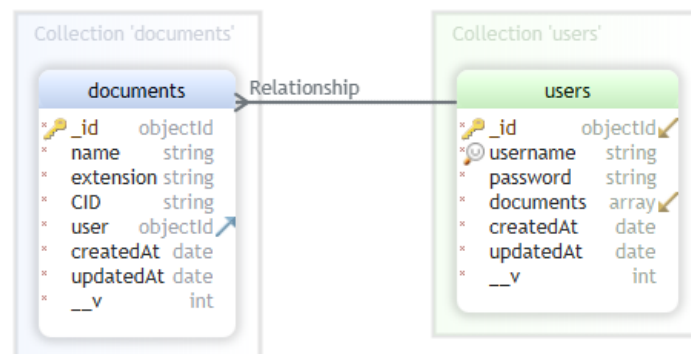 Collection 'documents'
documents
_id objectId
name string
extension string
CID string
user objectId
createdAt date
updatedAt date
__v int
Relationship
Collection 'users'
users
_id objectId
username string
password string
documents array
createdAt date
updatedAt date
__v int